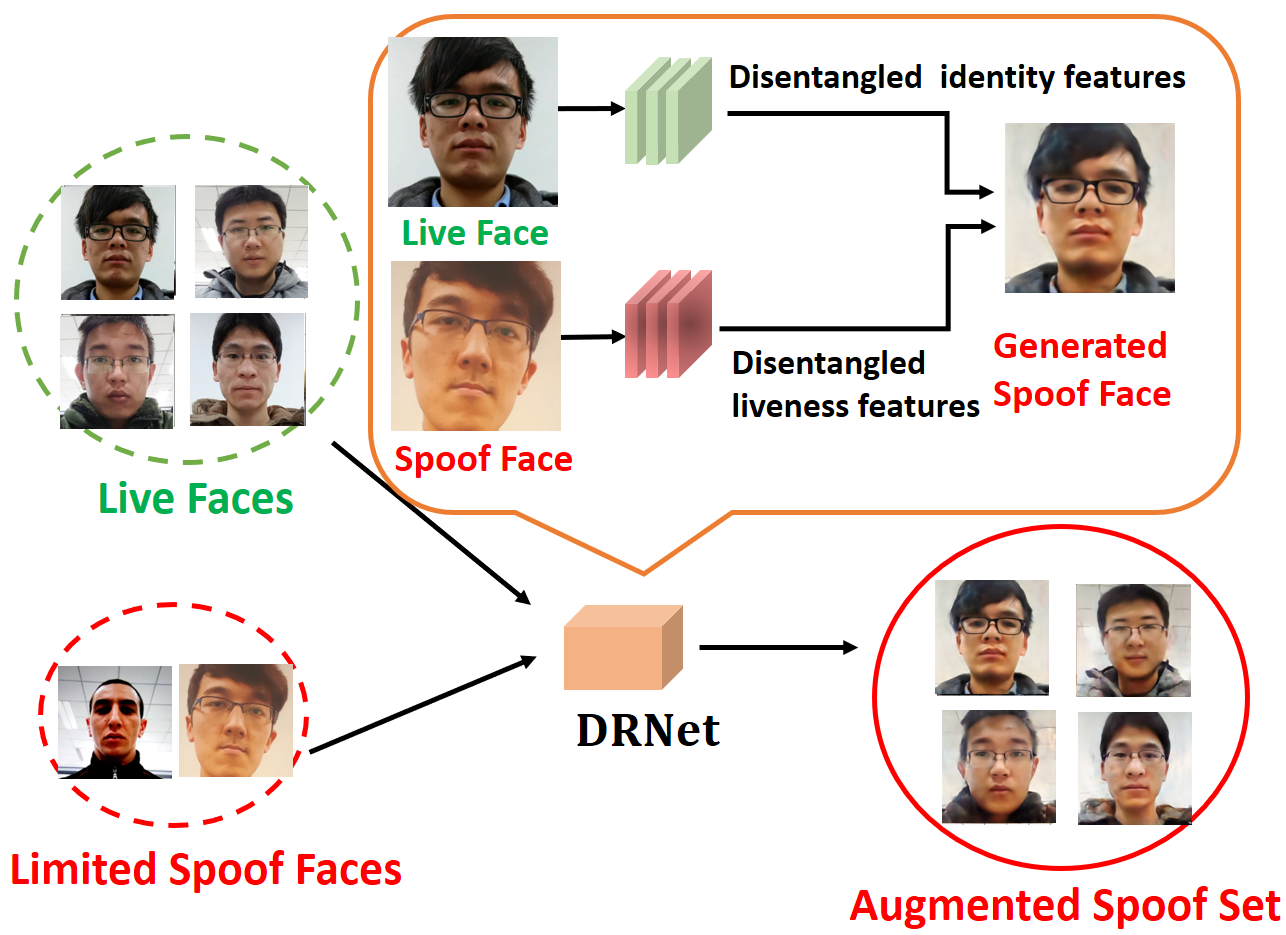 Disentangled identity features
Live Face
Generated
Spoof Face
Disentangled
liveness features
Spoof Face
Live Faces
DRNet
Limited Spoof Faces
Augmented Spoof Set